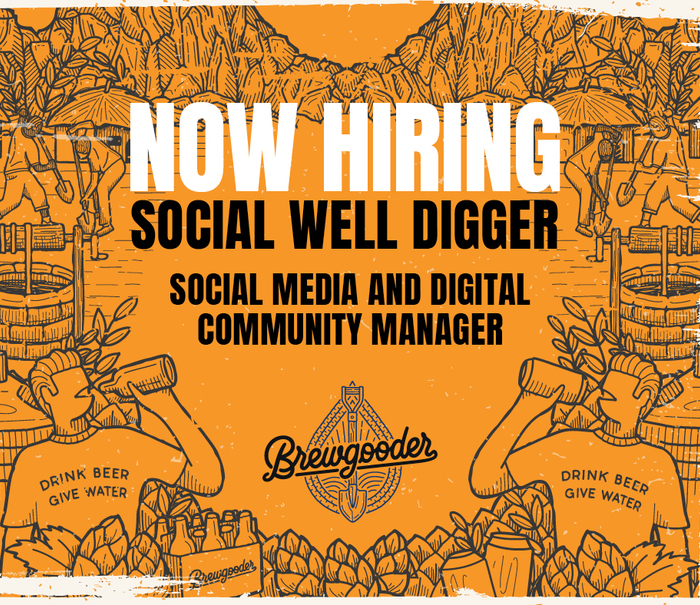 NOW HIRING
SOCIAL WELL DIGGER
SOCIAL MEDIA AND DIGITAL
COMMUNITY MANAGER
Brewgooder
DRINK BEER
GIVE WATER
DRINK BEER
GIVE WATER
Brewgooder